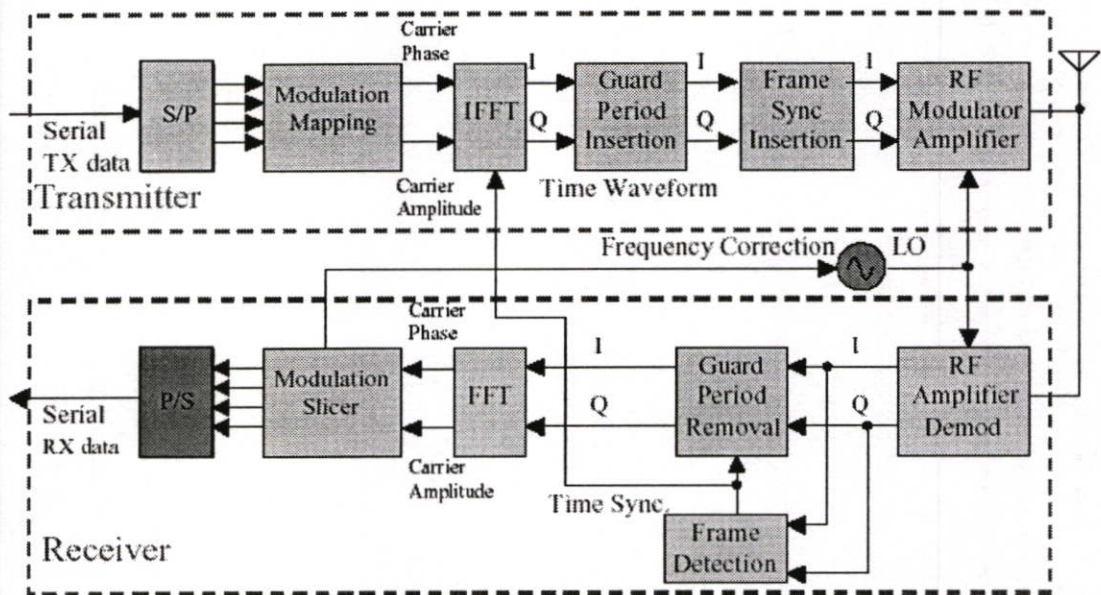 Carrier
Phase
S/P
Modulation
Mapping
IFFT
I
Q
Guard
Period
Insertion
I
Q
Frame
Sync
Insertion
I
Q
RF
Modulator
Amplifier
Serial
TX data
Transmitter
Carrier
Amplitude
Time Waveform
Frequency Correction
LO
Carrier
Phase
P/S
Modulation
Slicer
FFT
I
Q
Guard
Period
Removal
I
Q
RF
Amplifier
Demod
Serial
RX data
Carrier
Amplitude
Time Sync.
Frame
Detection
Receiver